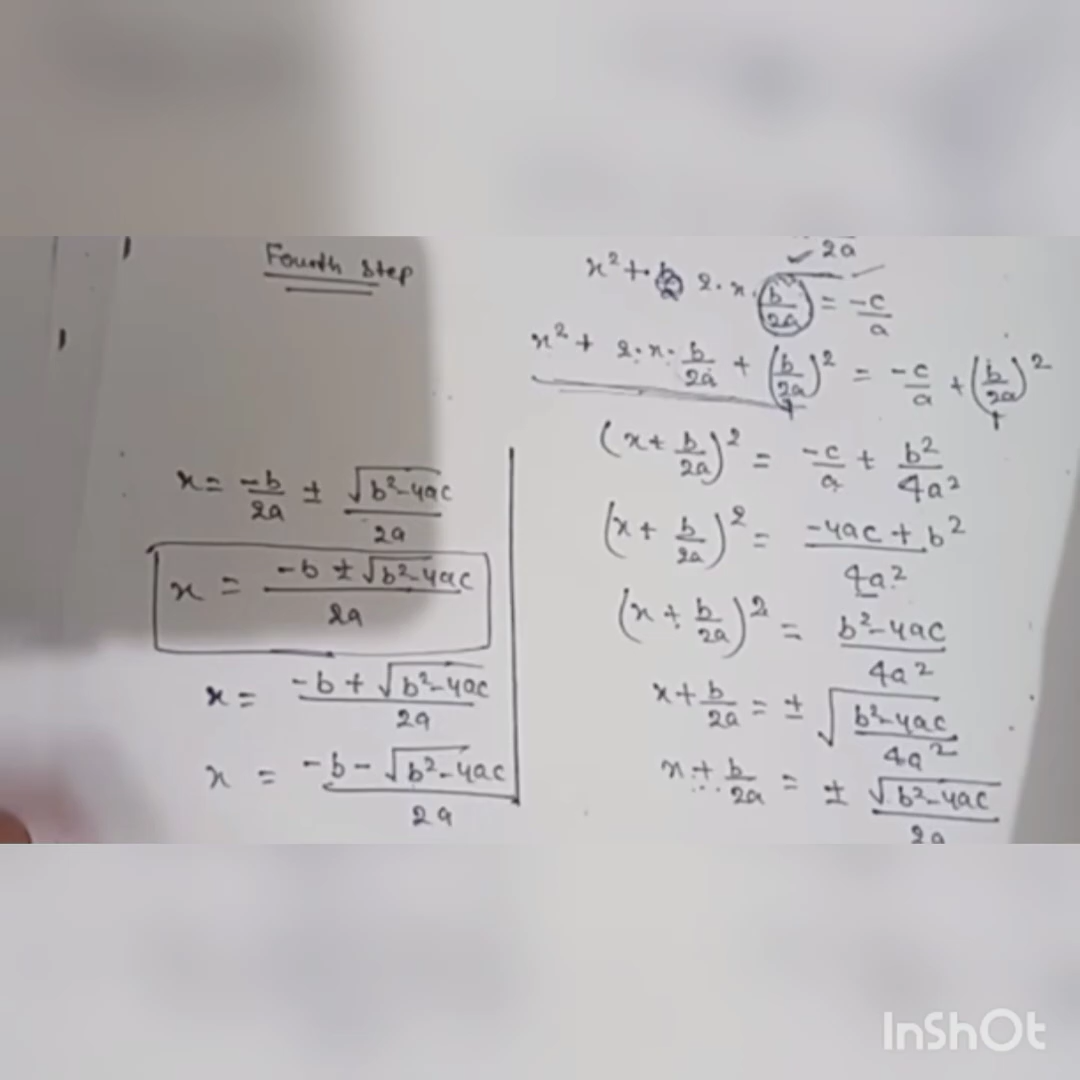 Fourth Step
2a
x² + 2·x·b/2a = -c/a
x² + 2·x·b/2a + (b/2a)² = -c/a + (b/2a)²
(x + b/2a)² = -c/a + b²/4a²
(x + b/2a)² = -4ac + b²/4a²
(x + b/2a)² = b²-4ac/4a²
x + b/2a = ± √b²-4ac/4a²
x + b/2a = ± √b²-4ac/2a
x = -b/2a ± √b²-4ac/2a
x = -b ± √b²-4ac/2a
x = -b + √b²-4ac/2a
x = -b - √b²-4ac/2a
InShOt